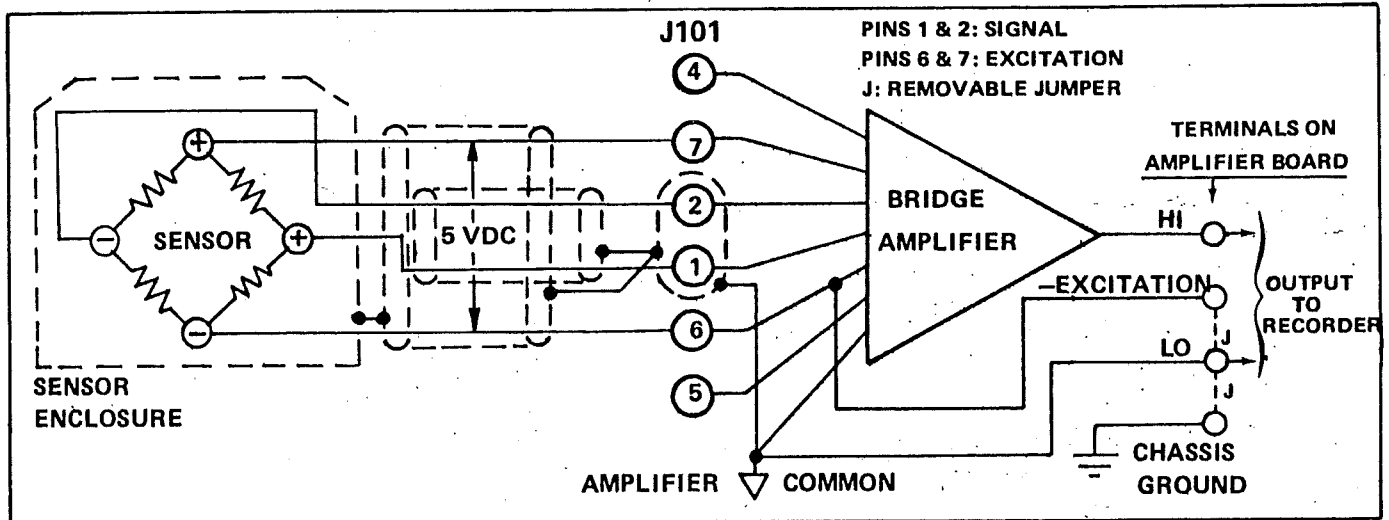 J101
PINS 1 & 2: SIGNAL
PINS 6 & 7: EXCITATION
J: REMOVABLE JUMPER
4
TERMINALS ON
AMPLIFIER BOARD
+
7
2
BRIDGE
AMPLIFIER
HI
−
SENSOR
+
5 VDC
1
−EXCITATION
OUTPUT
TO
RECORDER
−
6
J
LO
J
SENSOR
ENCLOSURE
5
CHASSIS
GROUND
AMPLIFIER COMMON